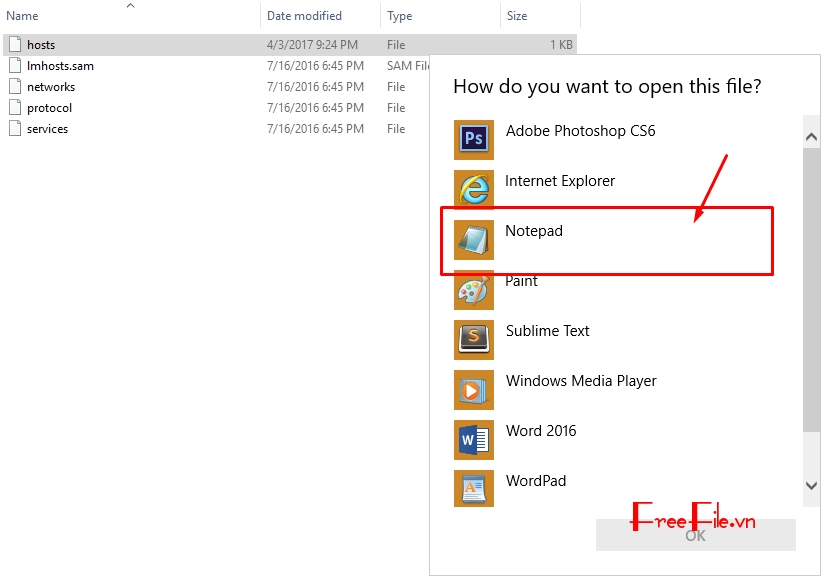 Name Date modified Type Size
hosts 4/3/2017 9:24 PM File 1 KB
lmhosts.sam 7/16/2016 6:45 PM SAM File
networks 7/16/2016 6:45 PM File
protocol 7/16/2016 6:45 PM File
services 7/16/2016 6:45 PM File
How do you want to open this file?
Ps Adobe Photoshop CS6
Internet Explorer
Notepad
Paint
S Sublime Text
Windows Media Player
W Word 2016
A WordPad
FreeFile.vn
OK